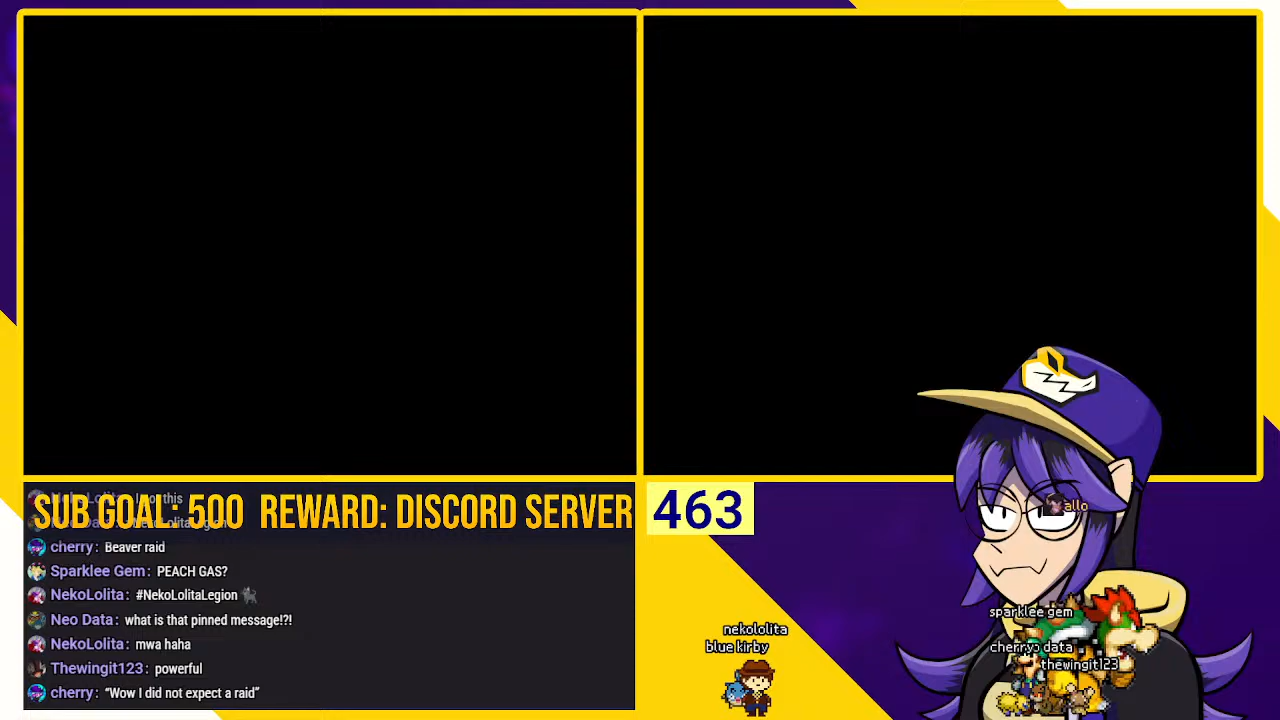 SUB GOAL: 500 REWARD: DISCORD SERVER
463
cherry: Beaver raid
Sparklee Gem: PEACH GAS?
NekoLolita: #NekoLolitaLegion
Neo Data: what is that pinned message!?!
NekoLolita: mwa haha
Thewingit123: powerful
cherry: “Wow I did not expect a raid”
nekololita
blue kirby
allo
sparklee gem
cherry data
thewingit123